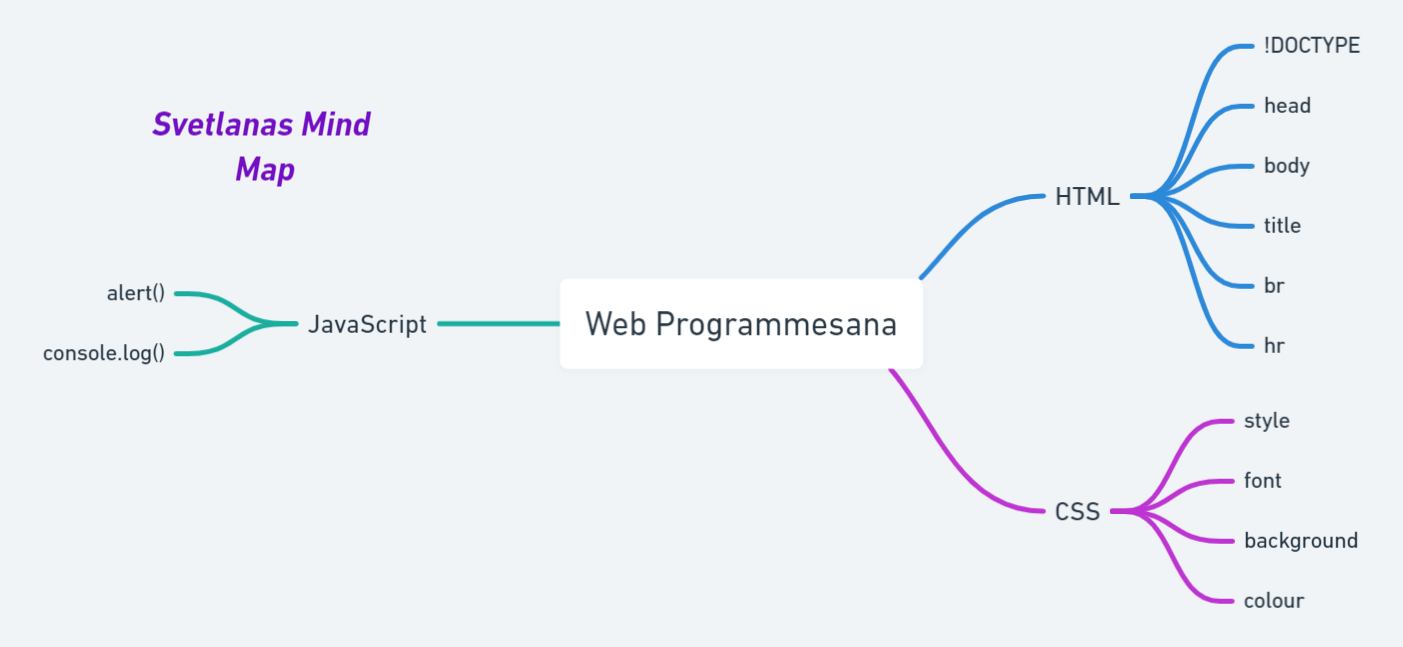 Svetlanas Mind
Map
Web Programmesana
HTML
!DOCTYPE
head
body
title
br
hr
CSS
style
font
background
colour
JavaScript
alert()
console.log()